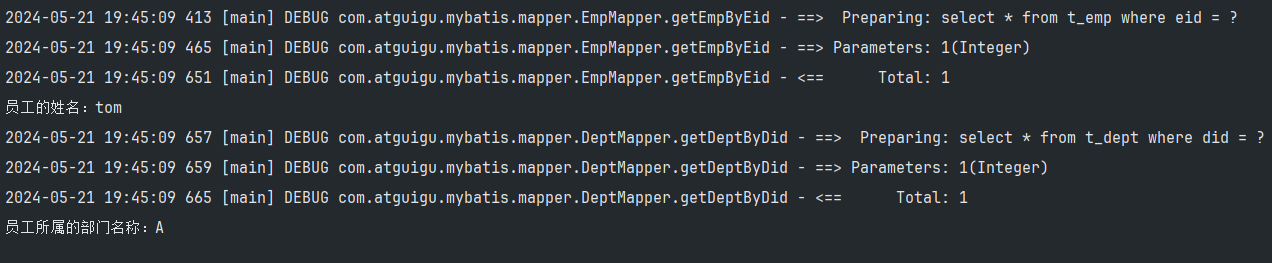 2024-05-21 19:45:09 413 [main] DEBUG com.atguigu.mybatis.mapper.EmpMapper.getEmpByEid - ==>  Preparing: select * from t_emp where eid = ?
2024-05-21 19:45:09 465 [main] DEBUG com.atguigu.mybatis.mapper.EmpMapper.getEmpByEid - ==> Parameters: 1(Integer)
2024-05-21 19:45:09 651 [main] DEBUG com.atguigu.mybatis.mapper.EmpMapper.getEmpByEid - <==      Total: 1
员工的姓名：tom
2024-05-21 19:45:09 657 [main] DEBUG com.atguigu.mybatis.mapper.DeptMapper.getDeptByDid - ==>  Preparing: select * from t_dept where did = ?
2024-05-21 19:45:09 659 [main] DEBUG com.atguigu.mybatis.mapper.DeptMapper.getDeptByDid - ==> Parameters: 1(Integer)
2024-05-21 19:45:09 665 [main] DEBUG com.atguigu.mybatis.mapper.DeptMapper.getDeptByDid - <==      Total: 1
员工所属的部门名称：A